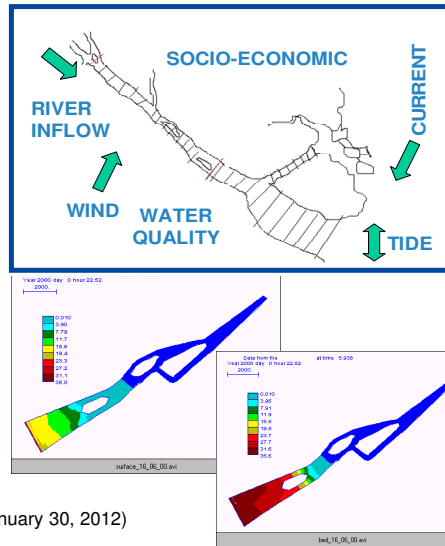 SOCIO-ECONOMIC
RIVER
INFLOW
CURRENT
WIND
WATER
QUALITY
TIDE
Year 2000 day 0 hour 22.52
2000.
0.010
3.90
7.79
11.7
15.6
19.4
23.3
27.2
31.1
35.0
surface_16_06_00.avi
Data from file at time 5.938
Year 2000 day 0 hour 22.52
2000.
0.010
3.95
7.91
11.8
15.8
19.8
23.7
27.7
31.6
35.6
bed_16_06_00.avi
nuary 30, 2012)